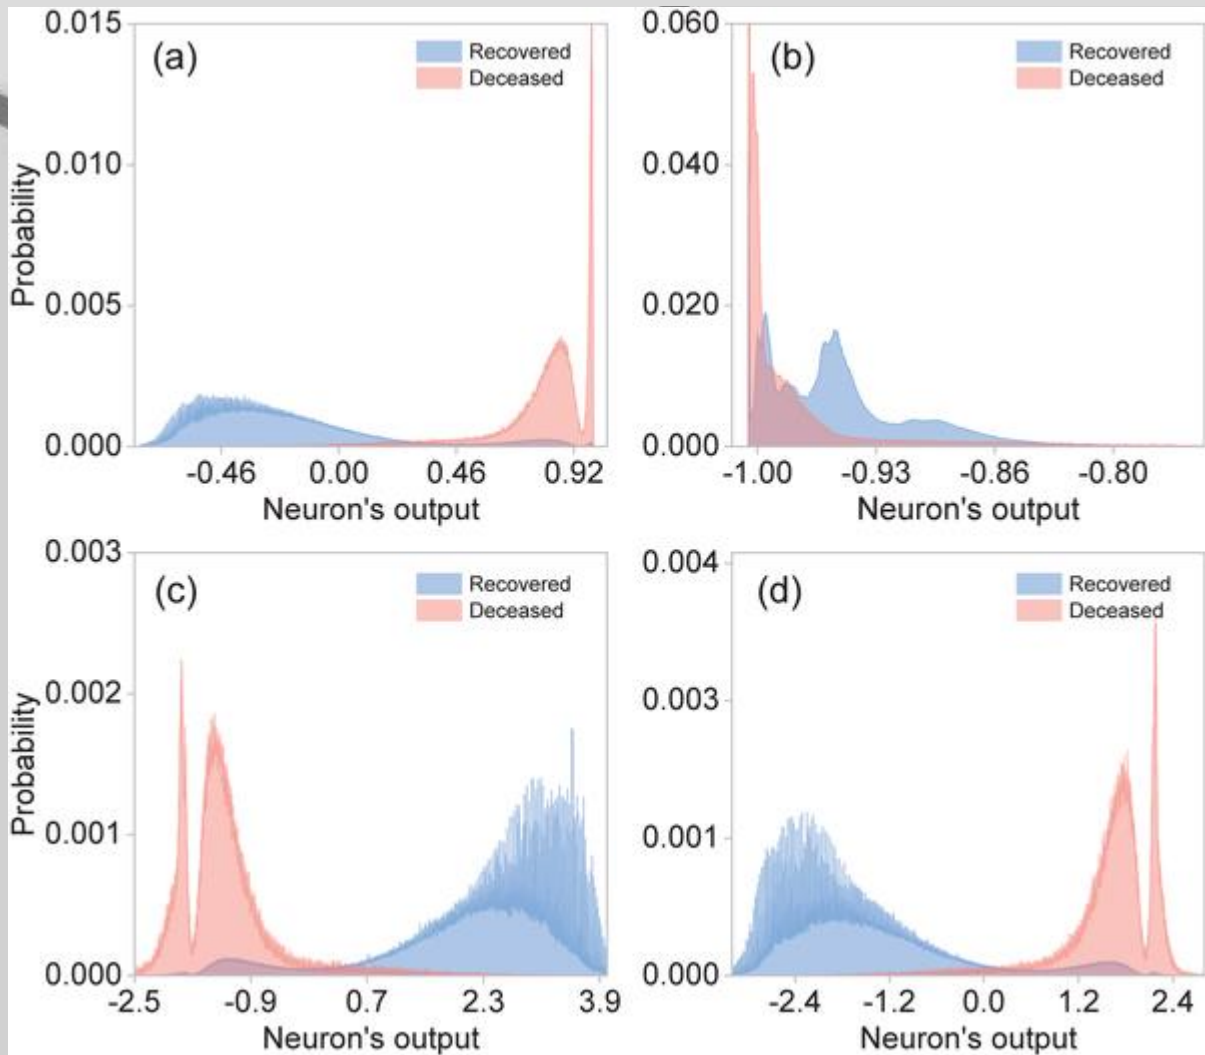 0.015
(a)
Recovered
Deceased
0.010
0.005
0.000
Probability
-0.46 0.00 0.46 0.92
Neuron's output
0.060
(b)
Recovered
Deceased
0.040
0.020
0.000
-1.00 -0.93 -0.86 -0.80
Neuron's output
0.003
(c)
Recovered
Deceased
0.002
0.001
0.000
Probability
-2.5 -0.9 0.7 2.3 3.9
Neuron's output
0.004
(d)
Recovered
Deceased
0.003
0.001
0.000
-2.4 -1.2 0.0 1.2 2.4
Neuron's output